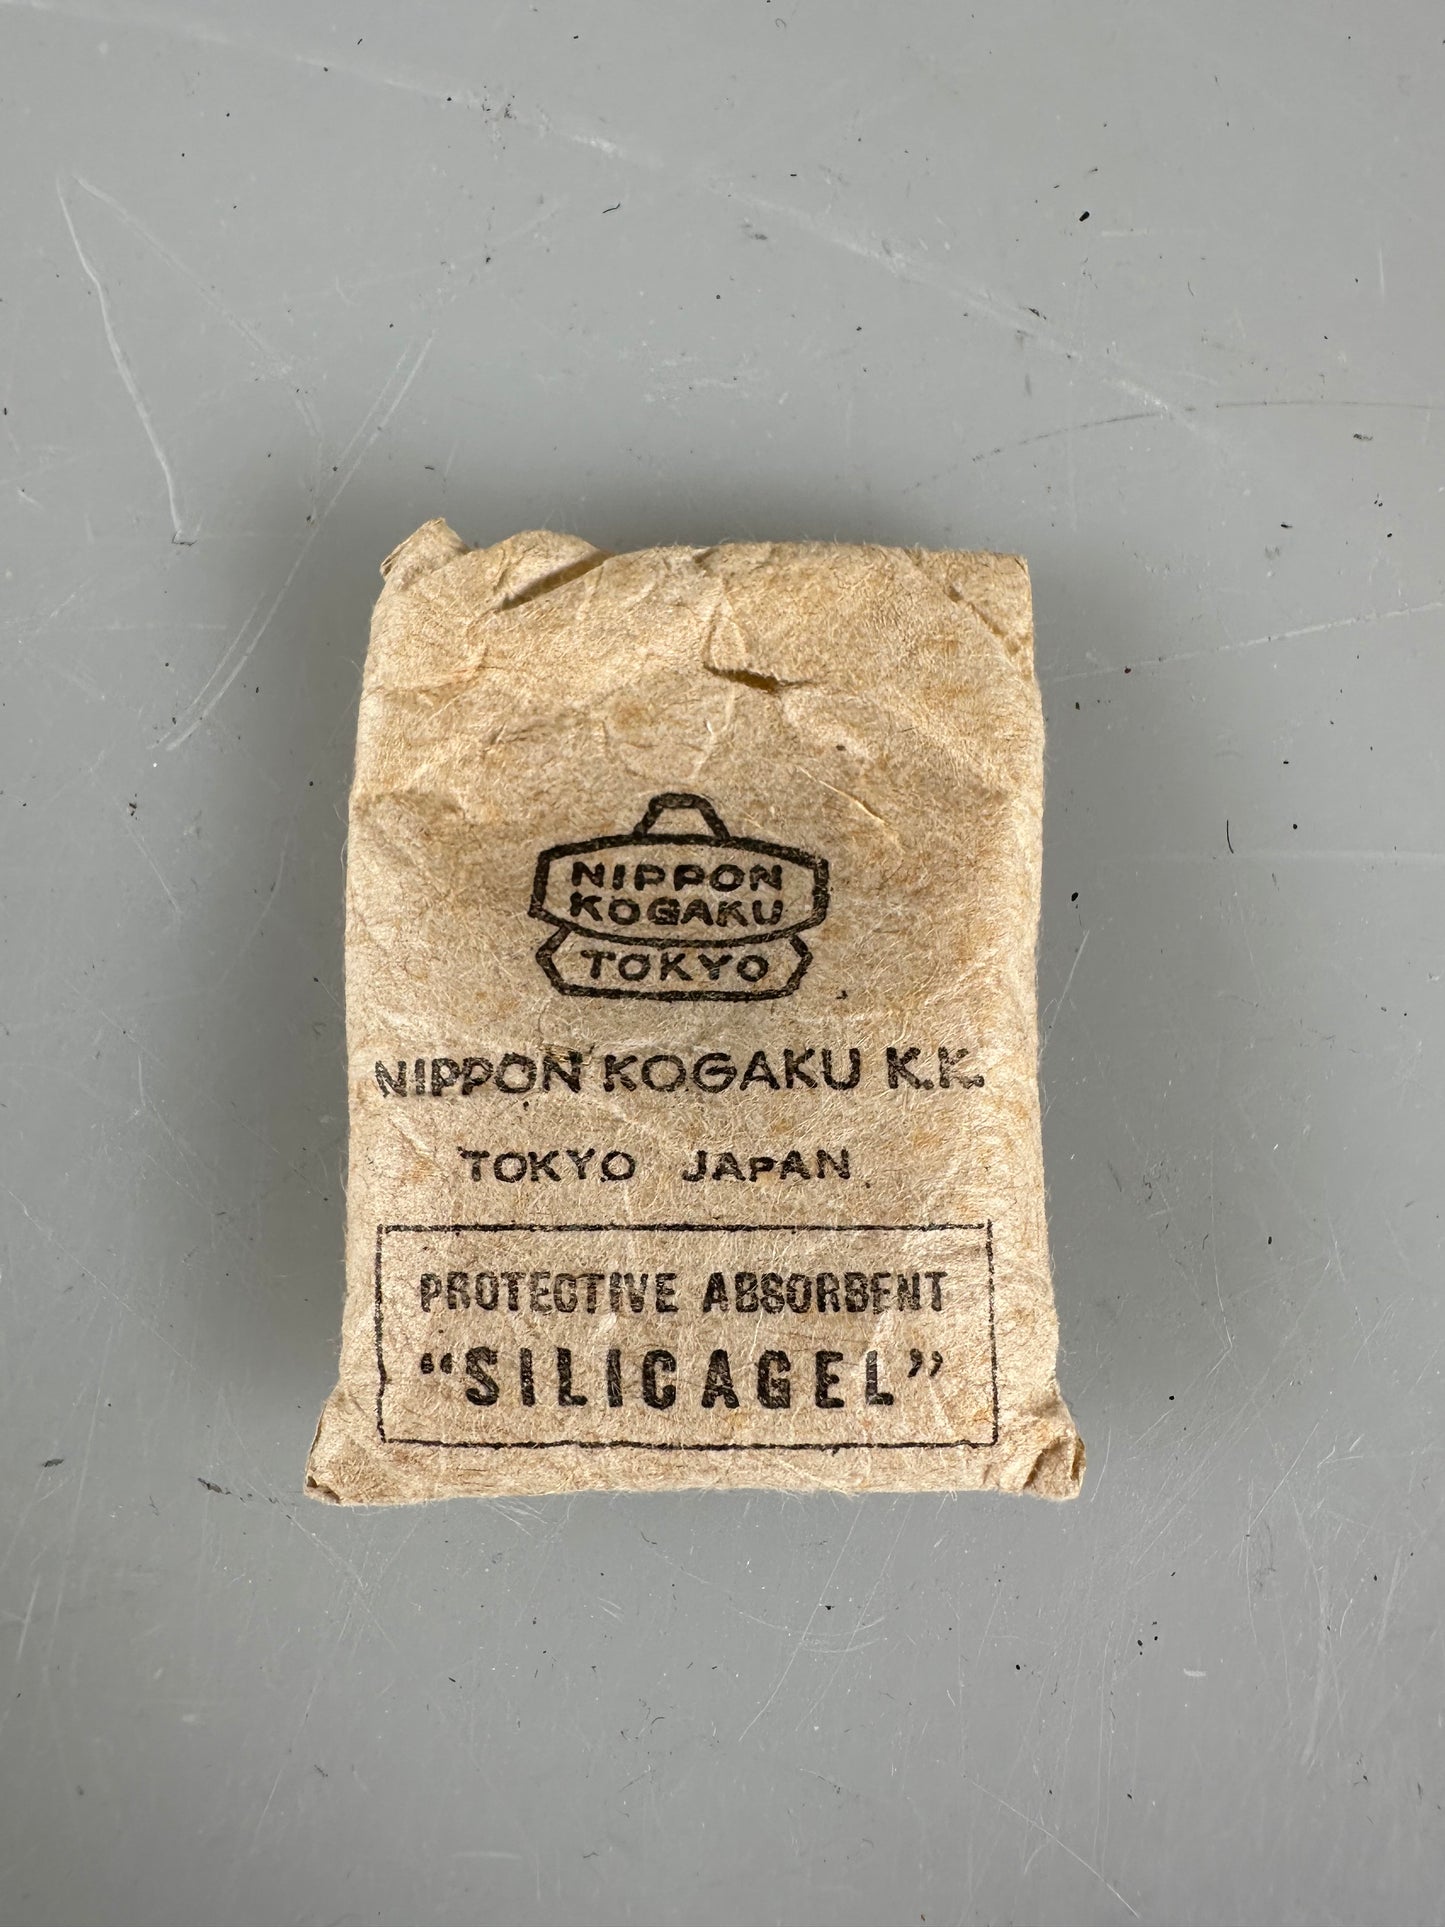 NIPPON
KOGAKU
TOKYO
NIPPON KOGAKU K.K.
TOKYO JAPAN
PROTECTIVE ABSORBENT
“SILICAGEL”